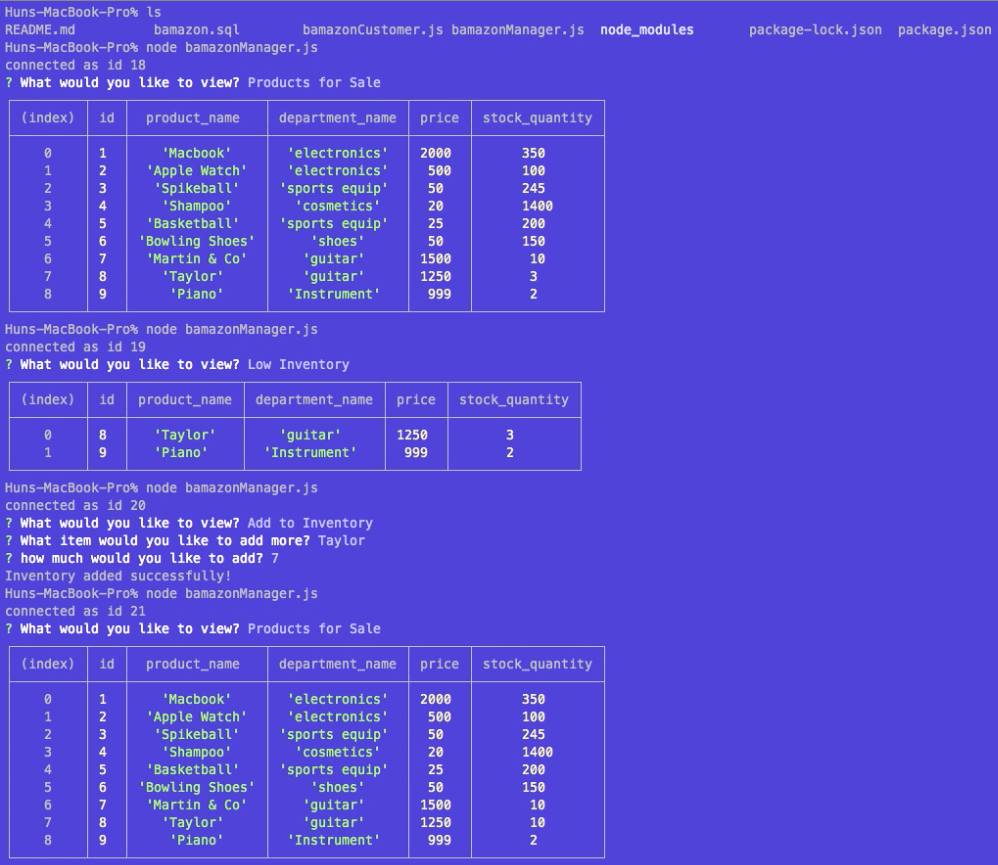 Huns-MacBook-Pro% ls
README.md bamazon.sql bamazonCustomer.js bamazonManager.js node_modules package-lock.json package.json
Huns-MacBook-Pro% node bamazonManager.js
connected as id 18
? What would you like to view? Products for Sale
(index) id product_name department_name price stock_quantity
0 1 'Macbook' 'electronics' 2000 350
1 2 'Apple Watch' 'electronics' 500 100
2 3 'Spikeball' 'sports equip' 50 245
3 4 'Shampoo' 'cosmetics' 20 1400
4 5 'Basketball' 'sports equip' 25 200
5 6 'Bowling Shoes' 'shoes' 50 150
6 7 'Martin & Co' 'guitar' 1500 10
7 8 'Taylor' 'guitar' 1250 3
8 9 'Piano' 'Instrument' 999 2
Huns-MacBook-Pro% node bamazonManager.js
connected as id 19
? What would you like to view? Low Inventory
(index) id product_name department_name price stock_quantity
0 8 'Taylor' 'guitar' 1250 3
1 9 'Piano' 'Instrument' 999 2
Huns-MacBook-Pro% node bamazonManager.js
connected as id 20
? What would you like to view? Add to Inventory
? What item would you like to add more? Taylor
? how much would you like to add? 7
Inventory added successfully!
Huns-MacBook-Pro% node bamazonManager.js
connected as id 21
? What would you like to view? Products for Sale
(index) id product_name department_name price stock_quantity
0 1 'Macbook' 'electronics' 2000 350
1 2 'Apple Watch' 'electronics' 500 100
2 3 'Spikeball' 'sports equip' 50 245
3 4 'Shampoo' 'cosmetics' 20 1400
4 5 'Basketball' 'sports equip' 25 200
5 6 'Bowling Shoes' 'shoes' 50 150
6 7 'Martin & Co' 'guitar' 1500 10
7 8 'Taylor' 'guitar' 1250 10
8 9 'Piano' 'Instrument' 999 2